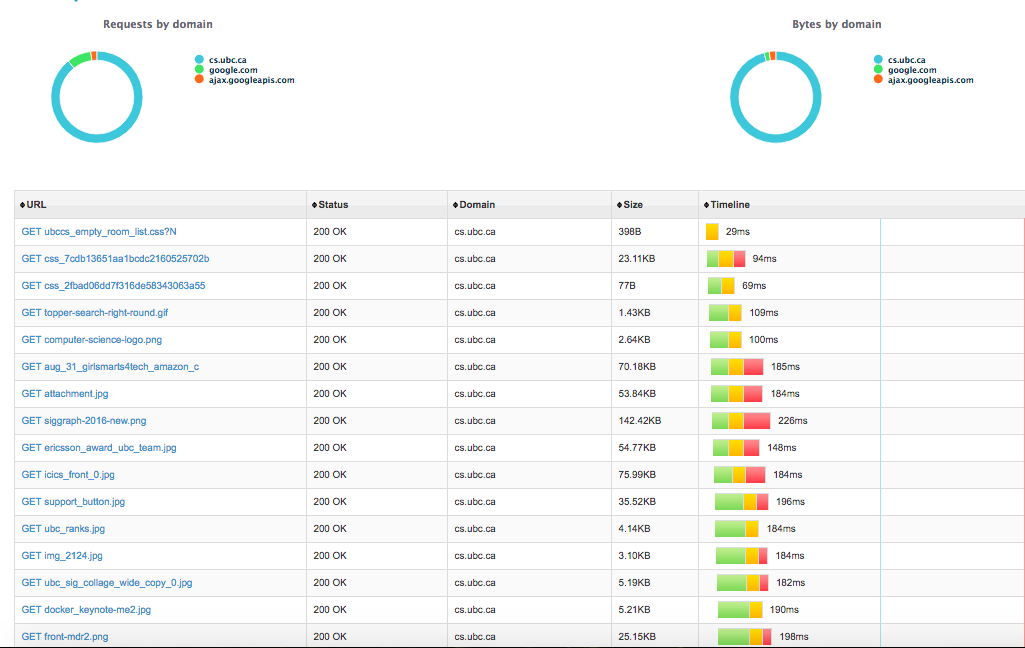 Requests by domain
cs.ubc.ca
google.com
ajax.googleapis.com
Bytes by domain
cs.ubc.ca
google.com
ajax.googleapis.com
URL Status Domain Size Timeline
GET ubccs_empty_room_list.css?N 200 OK cs.ubc.ca 398B 29ms
GET css_7cdb13651aa1bcdc2160525702b 200 OK cs.ubc.ca 23.11KB 94ms
GET css_2fbad06dd7f316de58343063a55 200 OK cs.ubc.ca 77B 69ms
GET topper-search-right-round.gif 200 OK cs.ubc.ca 1.43KB 109ms
GET computer-science-logo.png 200 OK cs.ubc.ca 2.64KB 100ms
GET aug_31_girlsmarts4tech_amazon_c 200 OK cs.ubc.ca 70.18KB 185ms
GET attachment.jpg 200 OK cs.ubc.ca 53.84KB 184ms
GET siggraph-2016-new.png 200 OK cs.ubc.ca 142.42KB 226ms
GET ericsson_award_ubc_team.jpg 200 OK cs.ubc.ca 54.77KB 148ms
GET icics_front_0.jpg 200 OK cs.ubc.ca 75.99KB 184ms
GET support_button.jpg 200 OK cs.ubc.ca 35.52KB 196ms
GET ubc_ranks.jpg 200 OK cs.ubc.ca 4.14KB 184ms
GET img_2124.jpg 200 OK cs.ubc.ca 3.10KB 184ms
GET ubc_sig_collage_wide_copy_0.jpg 200 OK cs.ubc.ca 5.19KB 182ms
GET docker_keynote-me2.jpg 200 OK cs.ubc.ca 5.21KB 190ms
GET front-mdr2.png 200 OK cs.ubc.ca 25.15KB 198ms